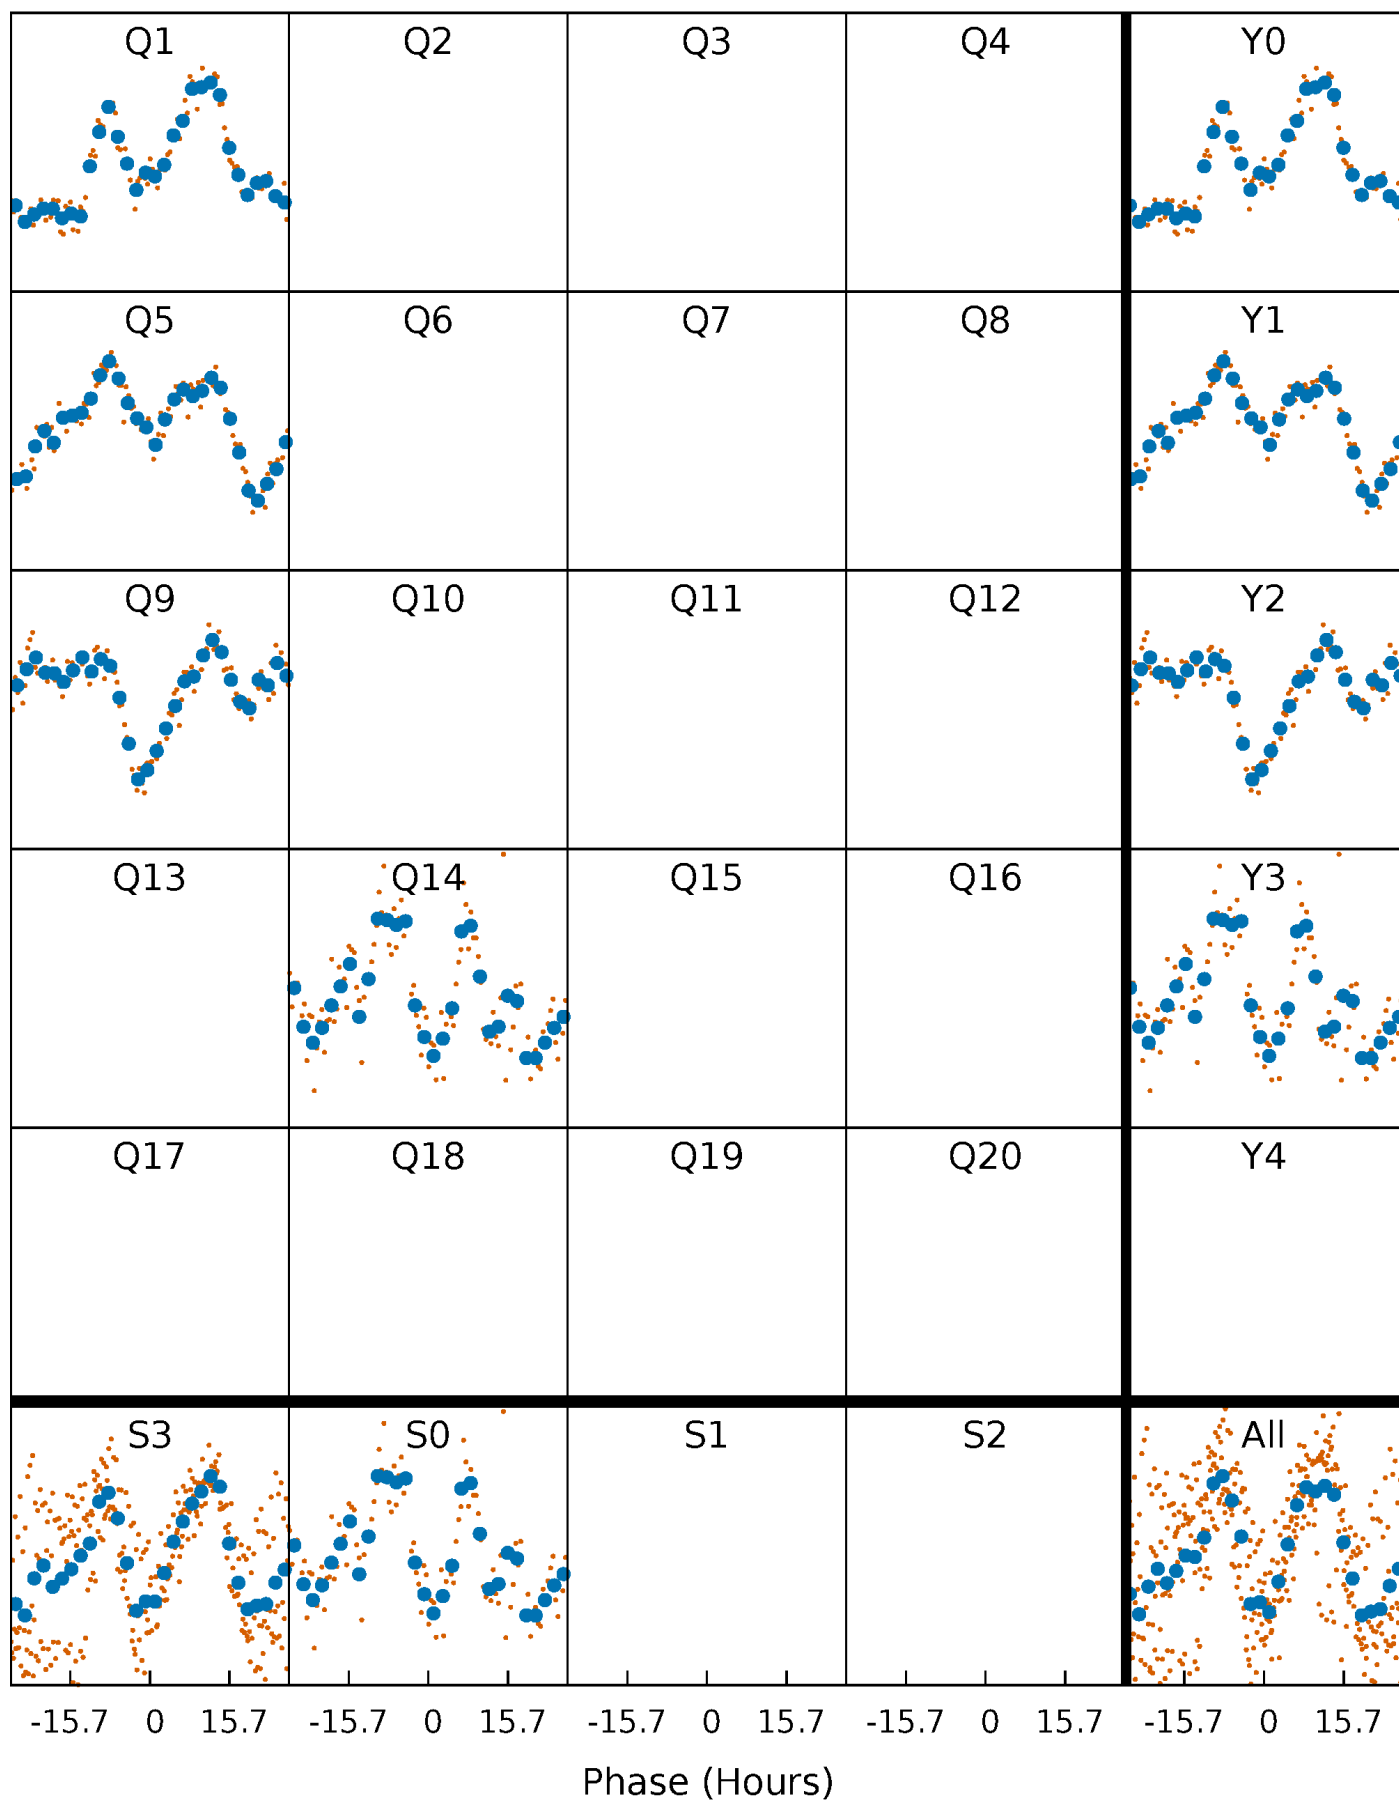 Q1 Q2 Q3 Q4 Y0
Q5 Q6 Q7 Q8 Y1
Q9 Q10 Q11 Q12 Y2
Q13 Q14 Q15 Q16 Y3
Q17 Q18 Q19 Q20 Y4
S3 S0 S1 S2 All
-15.7 0 15.7 -15.7 0 15.7 -15.7 0 15.7 -15.7 0 15.7 -15.7 0 15.7
Phase (Hours)